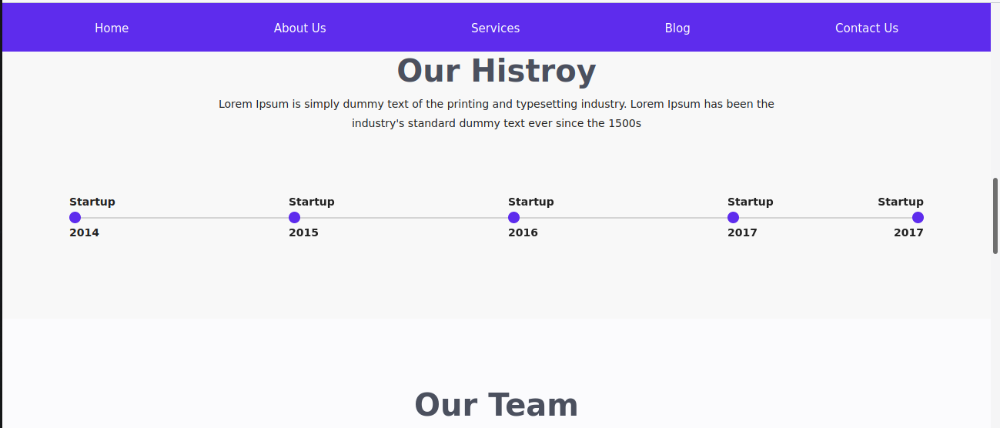 Home About Us Services Blog Contact Us
Our Histroy
Lorem Ipsum is simply dummy text of the printing and typesetting industry. Lorem Ipsum has been the
industry's standard dummy text ever since the 1500s
Startup Startup Startup Startup Startup
2014 2015 2016 2017 2017
Our Team